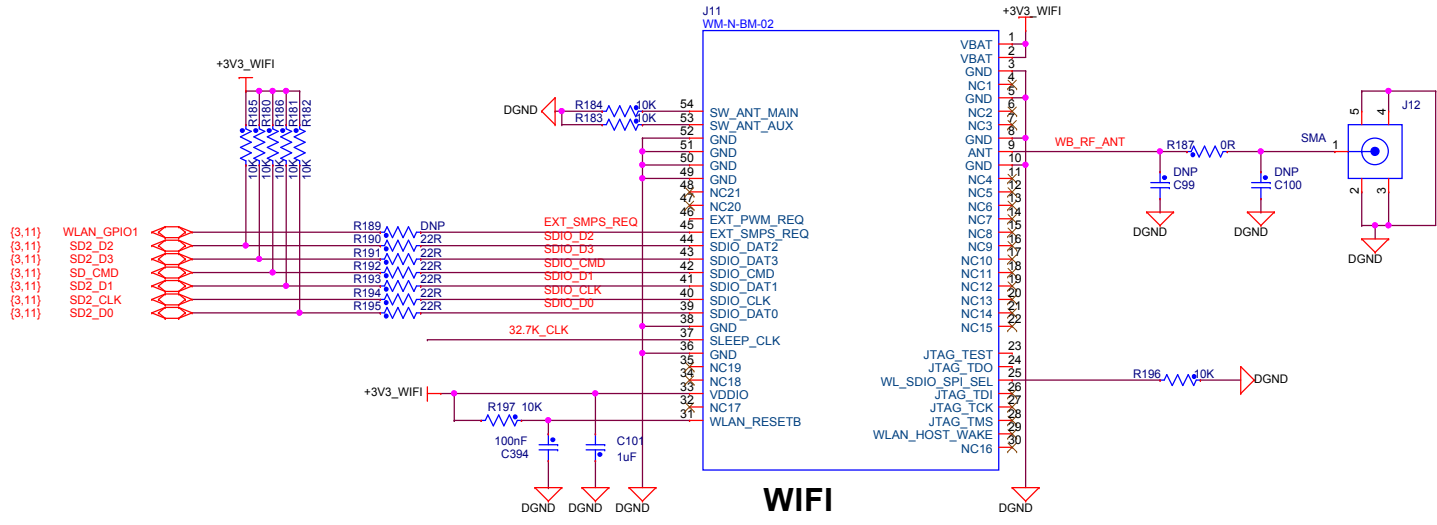 J11
WM-N-BM-02
+3V3_WIFI
+3V3_WIFI
R185
R180
R186
R181
R182
10K
10K
10K
10K
10K
DGND
R184 10K
R183 10K
54 SW_ANT_MAIN
53 SW_ANT_AUX
52 GND
51 GND
50 GND
49 GND
48 NC21
47 NC20
46 EXT_PWM_REQ
45 EXT_SMPS_REQ
44 SDIO_DAT2
43 SDIO_DAT3
42 SDIO_CMD
41 SDIO_DAT1
40 SDIO_CLK
39 SDIO_DAT0
38 GND
37 SLEEP_CLK
36 GND
35 NC19
34 NC18
33 VDDIO
32 NC17
31 WLAN_RESETB
{3,11} WLAN_GPIO1 R189 DNP EXT_SMPS_REQ
{3,11} SD2_D2 R190 22R SDIO_D2
{3,11} SD2_D3 R191 22R SDIO_D3
{3,11} SD_CMD R192 22R SDIO_CMD
{3,11} SD2_D1 R193 22R SDIO_D1
{3,11} SD2_CLK R194 22R SDIO_CLK
{3,11} SD2_D0 R195 22R SDIO_D0
32.7K_CLK
+3V3_WIFI
R197 10K
100nF
C394
C101
1uF
DGND
DGND
DGND
VBAT 1
VBAT 2
GND 3
NC1 4
GND 5
NC2 6
NC3 7
GND 8
ANT 9
GND 10
NC4 11
NC5 12
NC6 13
NC7 14
NC8 15
NC9 16
NC10 17
NC11 18
NC12 19
NC13 20
NC14 21
NC15 22
JTAG_TEST 23
JTAG_TDO 24
WL_SDIO_SPI_SEL 25
JTAG_TDI 26
JTAG_TCK 27
JTAG_TMS 28
WLAN_HOST_WAKE 29
NC16 30
WB_RF_ANT
R187 0R
DNP
C99
DGND
DNP
C100
DGND
SMA
1
5
4
J12
2
3
DGND
R196 10K
DGND
DGND
WIFI